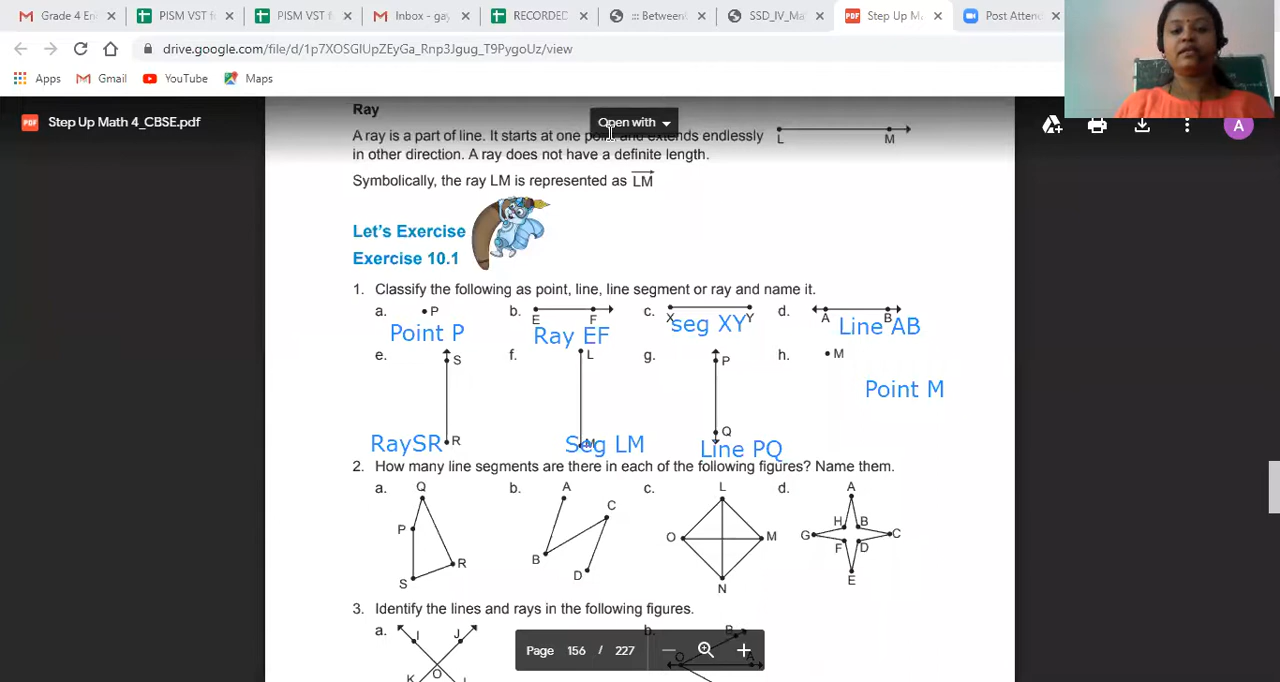 Grade 4 En
PISM VST f
PISM VST f
Inbox - gay
RECORDED
::: Between
SSD_IV_Ma
Step Up M
Post Attend
drive.google.com/file/d/1p7XOSGlUpZEyGa_Rnp3Jgug_T9PygoUz/view
Apps
Gmail
YouTube
Maps
Step Up Math 4_CBSE.pdf
Open with
A
Ray
A ray is a part of line. It starts at one point and extends endlessly
in other direction. A ray does not have a definite length.
L M
Symbolically, the ray LM is represented as LM
Let's Exercise
Exercise 10.1
1. Classify the following as point, line, line segment or ray and name it.
a. P b. E F c. X Y d. A B
Point P Ray EF seg XY Line AB
e. S R f. L M g. P Q h. M
Point M
RaySR Seg LM Line PQ
2. How many line segments are there in each of the following figures? Name them.
a. Q P R S
b. A C B D
c. L O M N
d. A H B G C F D E
3. Identify the lines and rays in the following figures.
a. I J O K L
b. B O A
Page 156 / 227